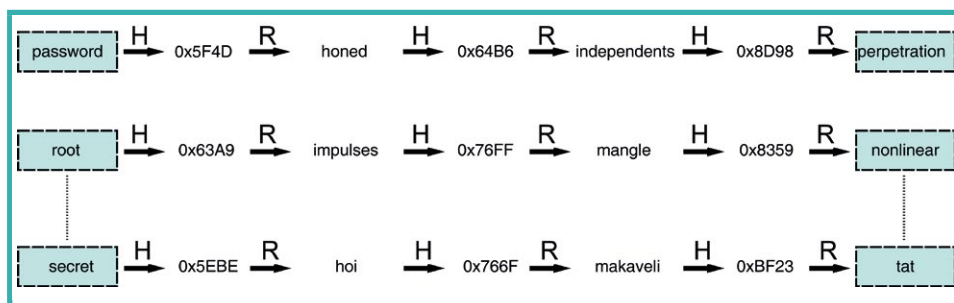 H R H R H R
password 0x5F4D honed 0x64B6 independents 0x8D98 perpetration
H R H R H R
root 0x63A9 impulses 0x76FF mangle 0x8359 nonlinear
H R H R H R
secret 0x5EBE hoi 0x766F makaveli 0xBF23 tat